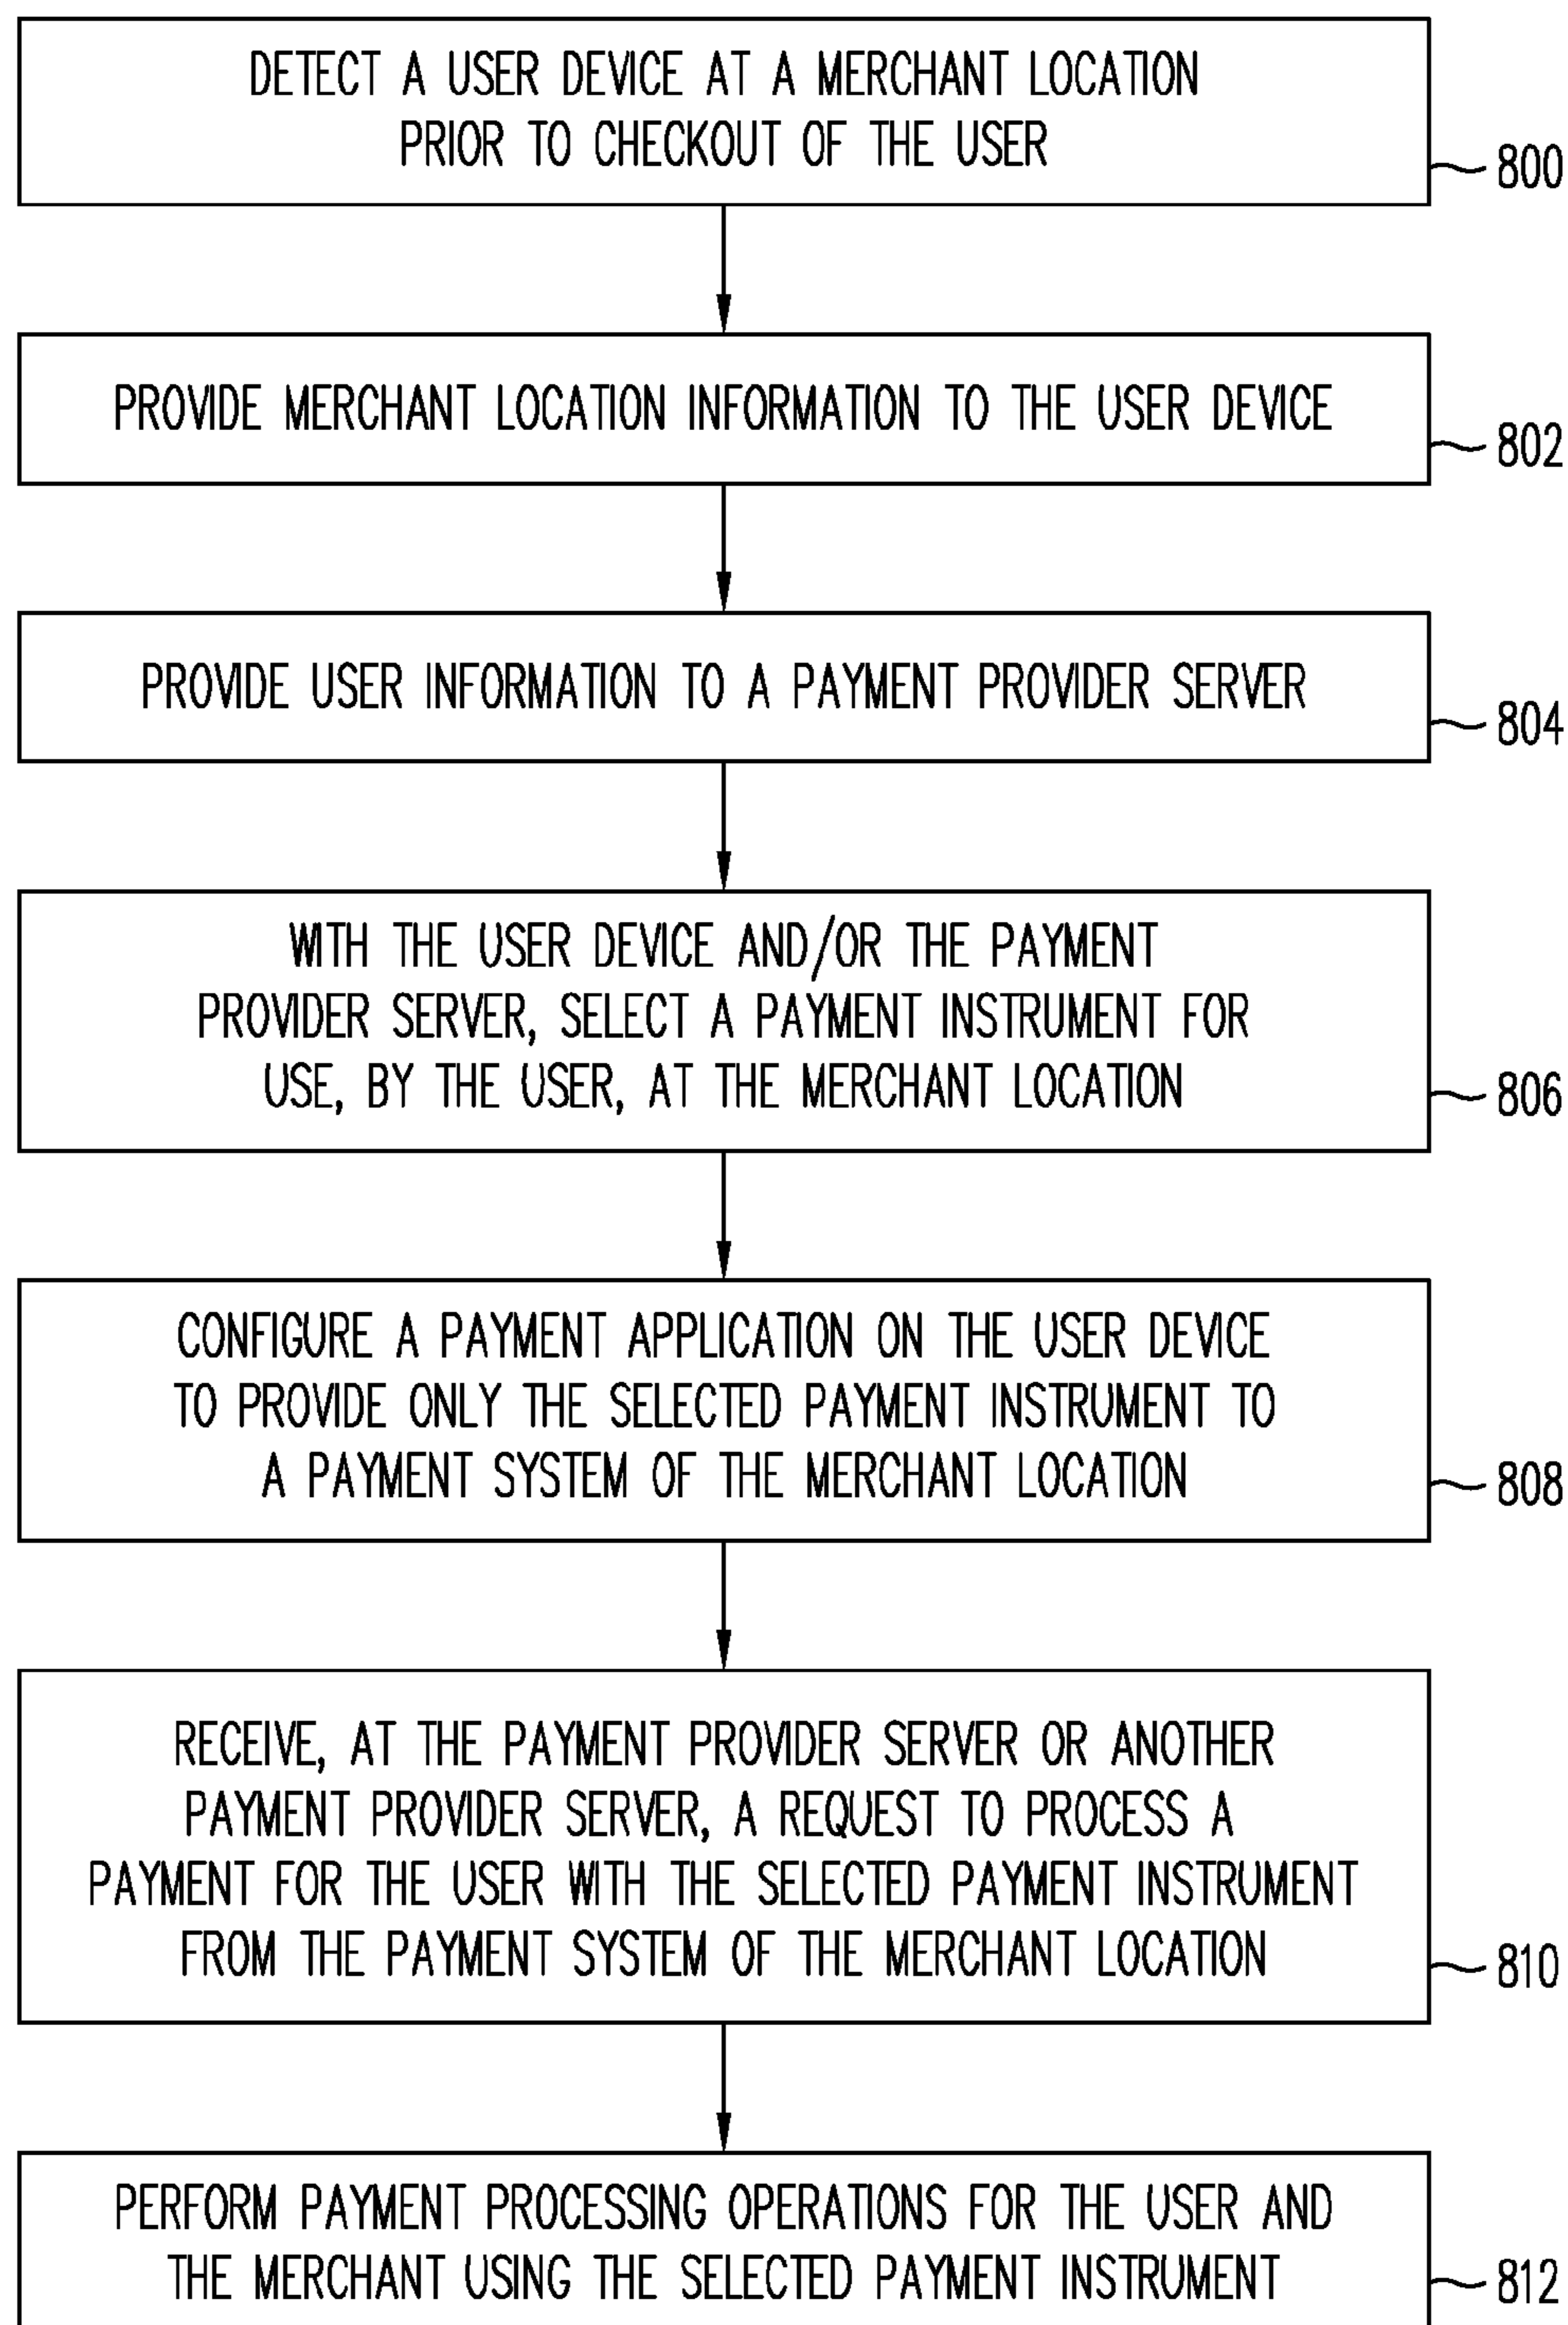 DETECT A USER DEVICE AT A MERCHANT LOCATION
PRIOR TO CHECKOUT OF THE USER
800
PROVIDE MERCHANT LOCATION INFORMATION TO THE USER DEVICE
802
PROVIDE USER INFORMATION TO A PAYMENT PROVIDER SERVER
804
WITH THE USER DEVICE AND/OR THE PAYMENT
PROVIDER SERVER, SELECT A PAYMENT INSTRUMENT FOR
USE, BY THE USER, AT THE MERCHANT LOCATION
806
CONFIGURE A PAYMENT APPLICATION ON THE USER DEVICE
TO PROVIDE ONLY THE SELECTED PAYMENT INSTRUMENT TO
A PAYMENT SYSTEM OF THE MERCHANT LOCATION
808
RECEIVE, AT THE PAYMENT PROVIDER SERVER OR ANOTHER
PAYMENT PROVIDER SERVER, A REQUEST TO PROCESS A
PAYMENT FOR THE USER WITH THE SELECTED PAYMENT INSTRUMENT
FROM THE PAYMENT SYSTEM OF THE MERCHANT LOCATION
810
PERFORM PAYMENT PROCESSING OPERATIONS FOR THE USER AND
THE MERCHANT USING THE SELECTED PAYMENT INSTRUMENT
812